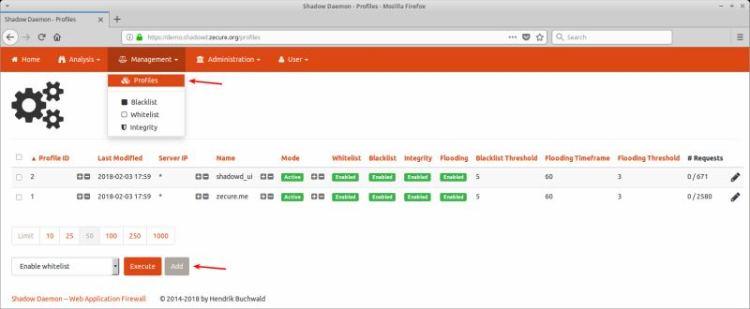 Shadow Daemon - Profiles - Mozilla Firefox
Shadow Daemon - Profiles
https://demo.shadowd.zecure.org/profiles
Search
Home Analysis Management Administration User
Profiles
Blacklist
Whitelist
Integrity
Profile ID Last Modified Server IP Name Mode Whitelist Blacklist Integrity Flooding Blacklist Threshold Flooding Timeframe Flooding Threshold # Requests
2 2018-02-03 17:59 * shadowd_ui Active Enabled Enabled Enabled Enabled 5 60 3 0 / 671
1 2018-02-03 17:59 * zecure.me Active Enabled Enabled Enabled Enabled 5 60 3 0 / 2580
Limit 10 25 50 100 250 1000
Enable whitelist Execute Add
Shadow Daemon – Web Application Firewall © 2014-2018 by Hendrik Buchwald